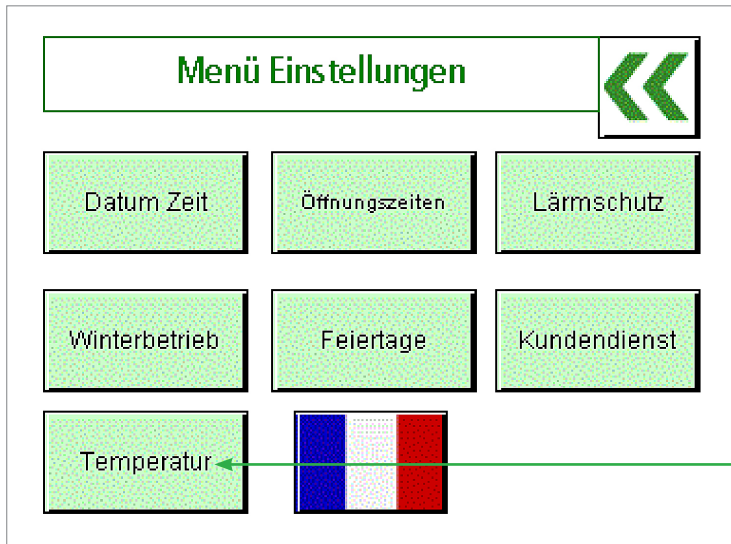 Menü Einstellungen
Datum Zeit
Öffnungszeiten
Lärmschutz
Winterbetrieb
Feiertage
Kundendienst
Temperatur